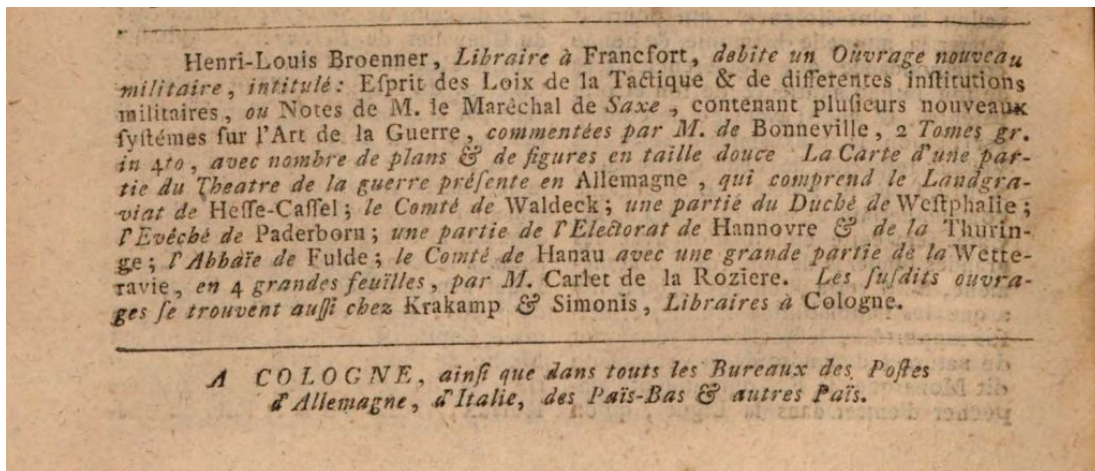 Henri-Louis Broenner, Libraire à Francfort, debite un Ouvrage nouveau
militaire, intitulé: Eſprit des Loix de la Tactique & de differentes inſtitutions
militaires, ou Notes de M. le Maréchal de Saxe, contenant pluſieurs nouveaux
ſyſtémes ſur l'Art de la Guerre, commentées par M. de Bonneville, 2 Tomes gr.
in 4to, avec nombre de plans & de figures en taille douce La Carte d'une par-
tie du Theatre de la guerre préſente en Allemagne, qui comprend le Landgra-
viat de Heſſe-Caſſel; le Comté de Waldeck; une partie du Duché de Weſtphalie;
l'Evêché de Paderborn; une partie de l'Electorat de Hannovre & de la Thurin-
ge; l'Abbaïe de Fulde; le Comté de Hanau avec une grande partie de la Wette-
ravie, en 4 grandes feuïlles, par M. Carlet de la Roziere. Les ſuſdits ouvra-
ges ſe trouvent auſſi chez Krakamp & Simonis, Libraires à Cologne.
A COLOGNE, ainſi que dans touts les Bureaux des Poſtes
d'Allemagne, d'Italie, des Païs-Bas & autres Païs.